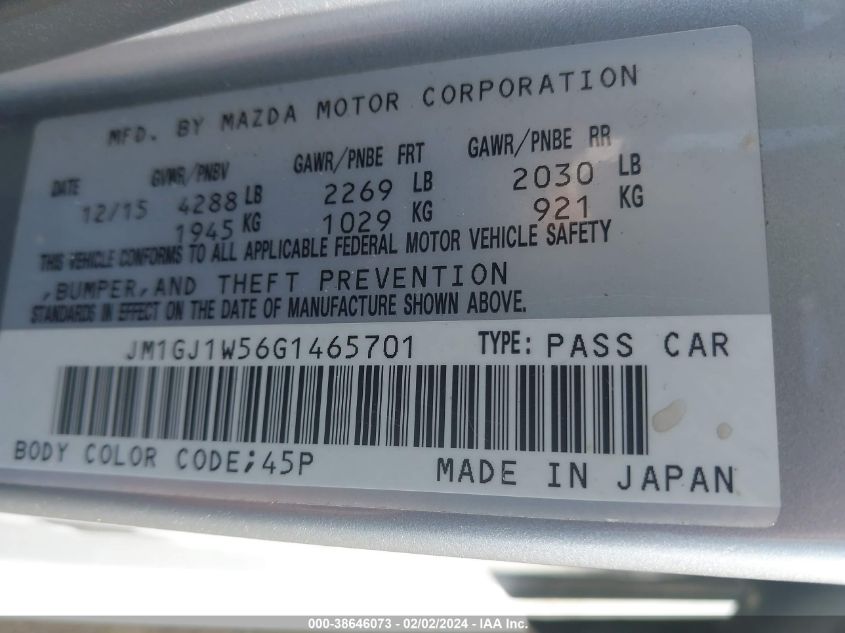 MFD. BY MAZDA MOTOR CORPORATION
DATE GVWR/PNBV GAWR/PNBE FRT GAWR/PNBE RR
12/15 4288 LB 2269 LB 2030 LB
1945 KG 1029 KG 921 KG
THIS VEHICLE CONFORMS TO ALL APPLICABLE FEDERAL MOTOR VEHICLE SAFETY
,BUMPER,AND THEFT PREVENTION
STANDARDS IN EFFECT ON THE DATE OF MANUFACTURE SHOWN ABOVE.
JM1GJ1W56G1465701 TYPE: PASS CAR
BODY COLOR CODE;45P MADE IN JAPAN
000-38646073 - 02/02/2024 - IAA Inc.